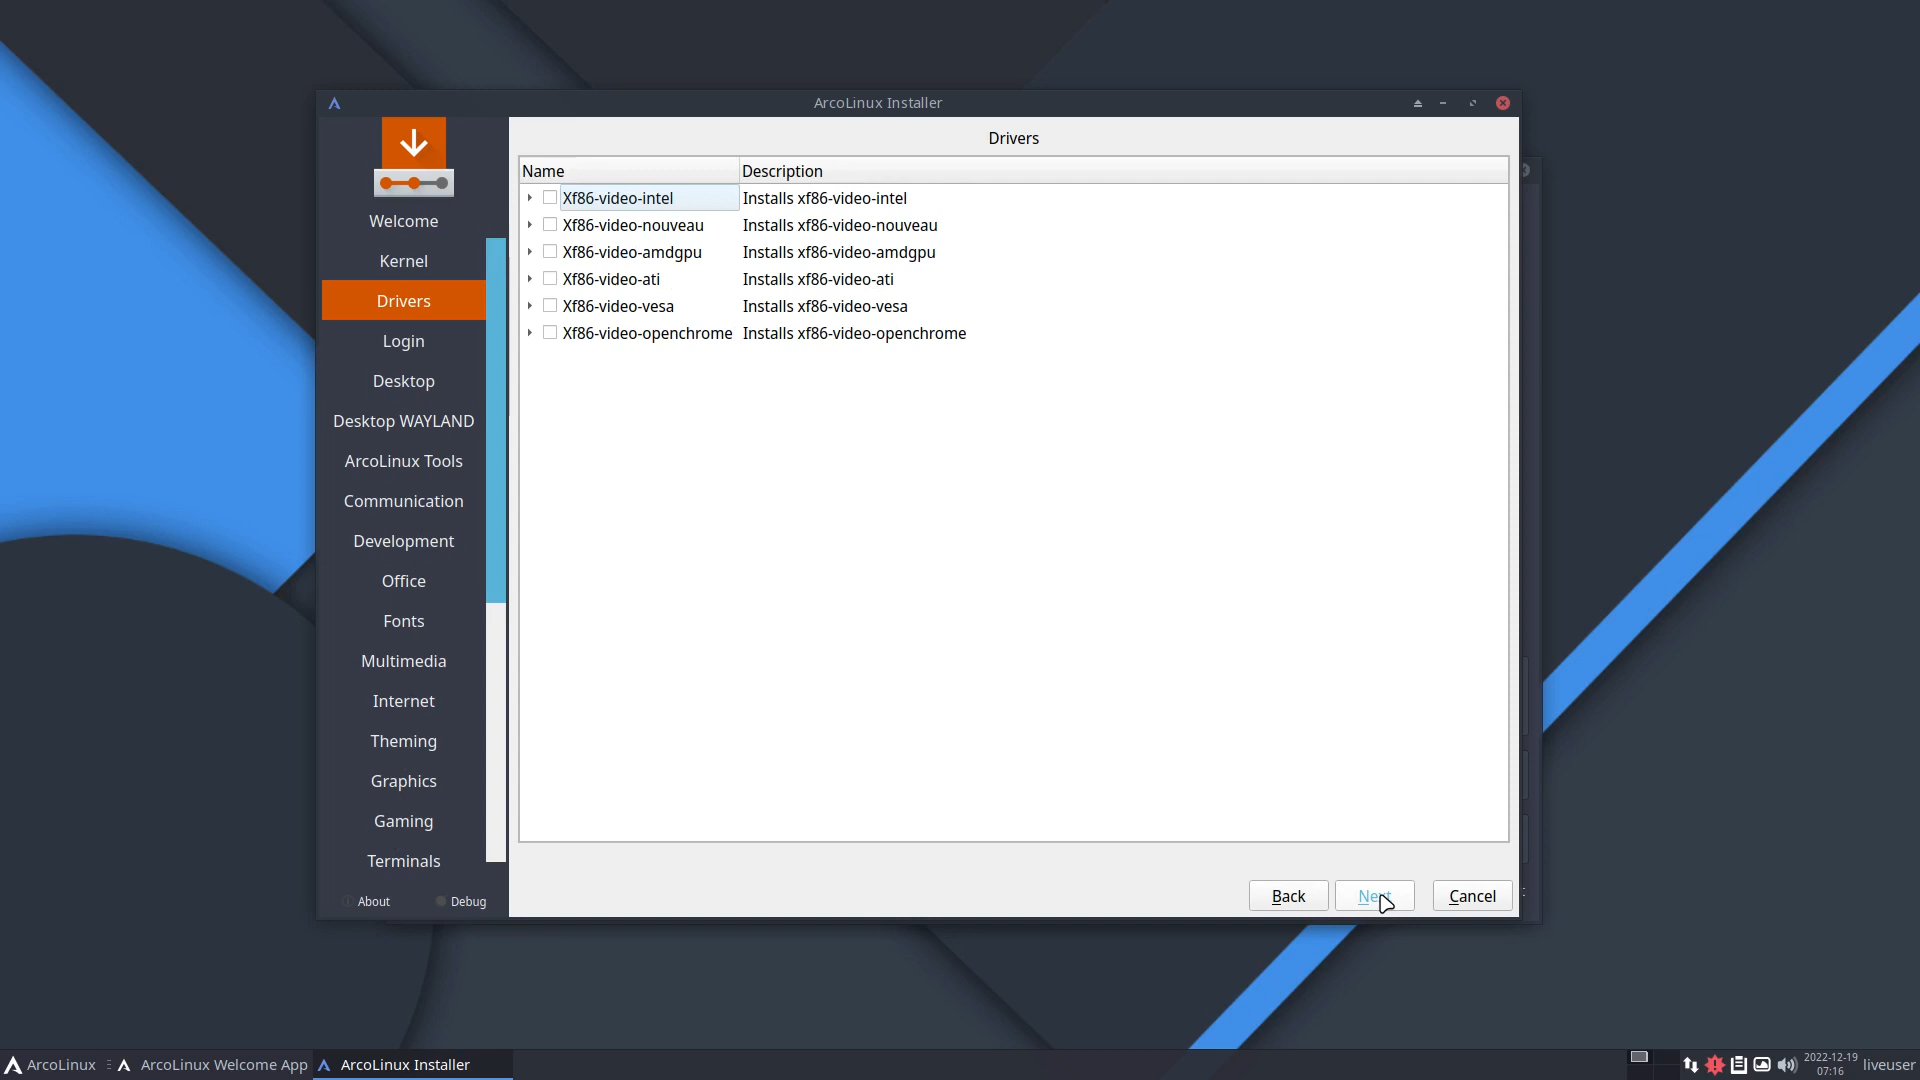 ArcoLinux Installer
Drivers
Name Description
Xf86-video-intel Installs xf86-video-intel
Xf86-video-nouveau Installs xf86-video-nouveau
Xf86-video-amdgpu Installs xf86-video-amdgpu
Xf86-video-ati Installs xf86-video-ati
Xf86-video-vesa Installs xf86-video-vesa
Xf86-video-openchrome Installs xf86-video-openchrome
Welcome
Kernel
Drivers
Login
Desktop
Desktop WAYLAND
ArcoLinux Tools
Communication
Development
Office
Fonts
Multimedia
Internet
Theming
Graphics
Gaming
Terminals
About Debug
Back Next Cancel
ArcoLinux ArcoLinux Welcome App ArcoLinux Installer
2022-12-19
07:16
liveuser